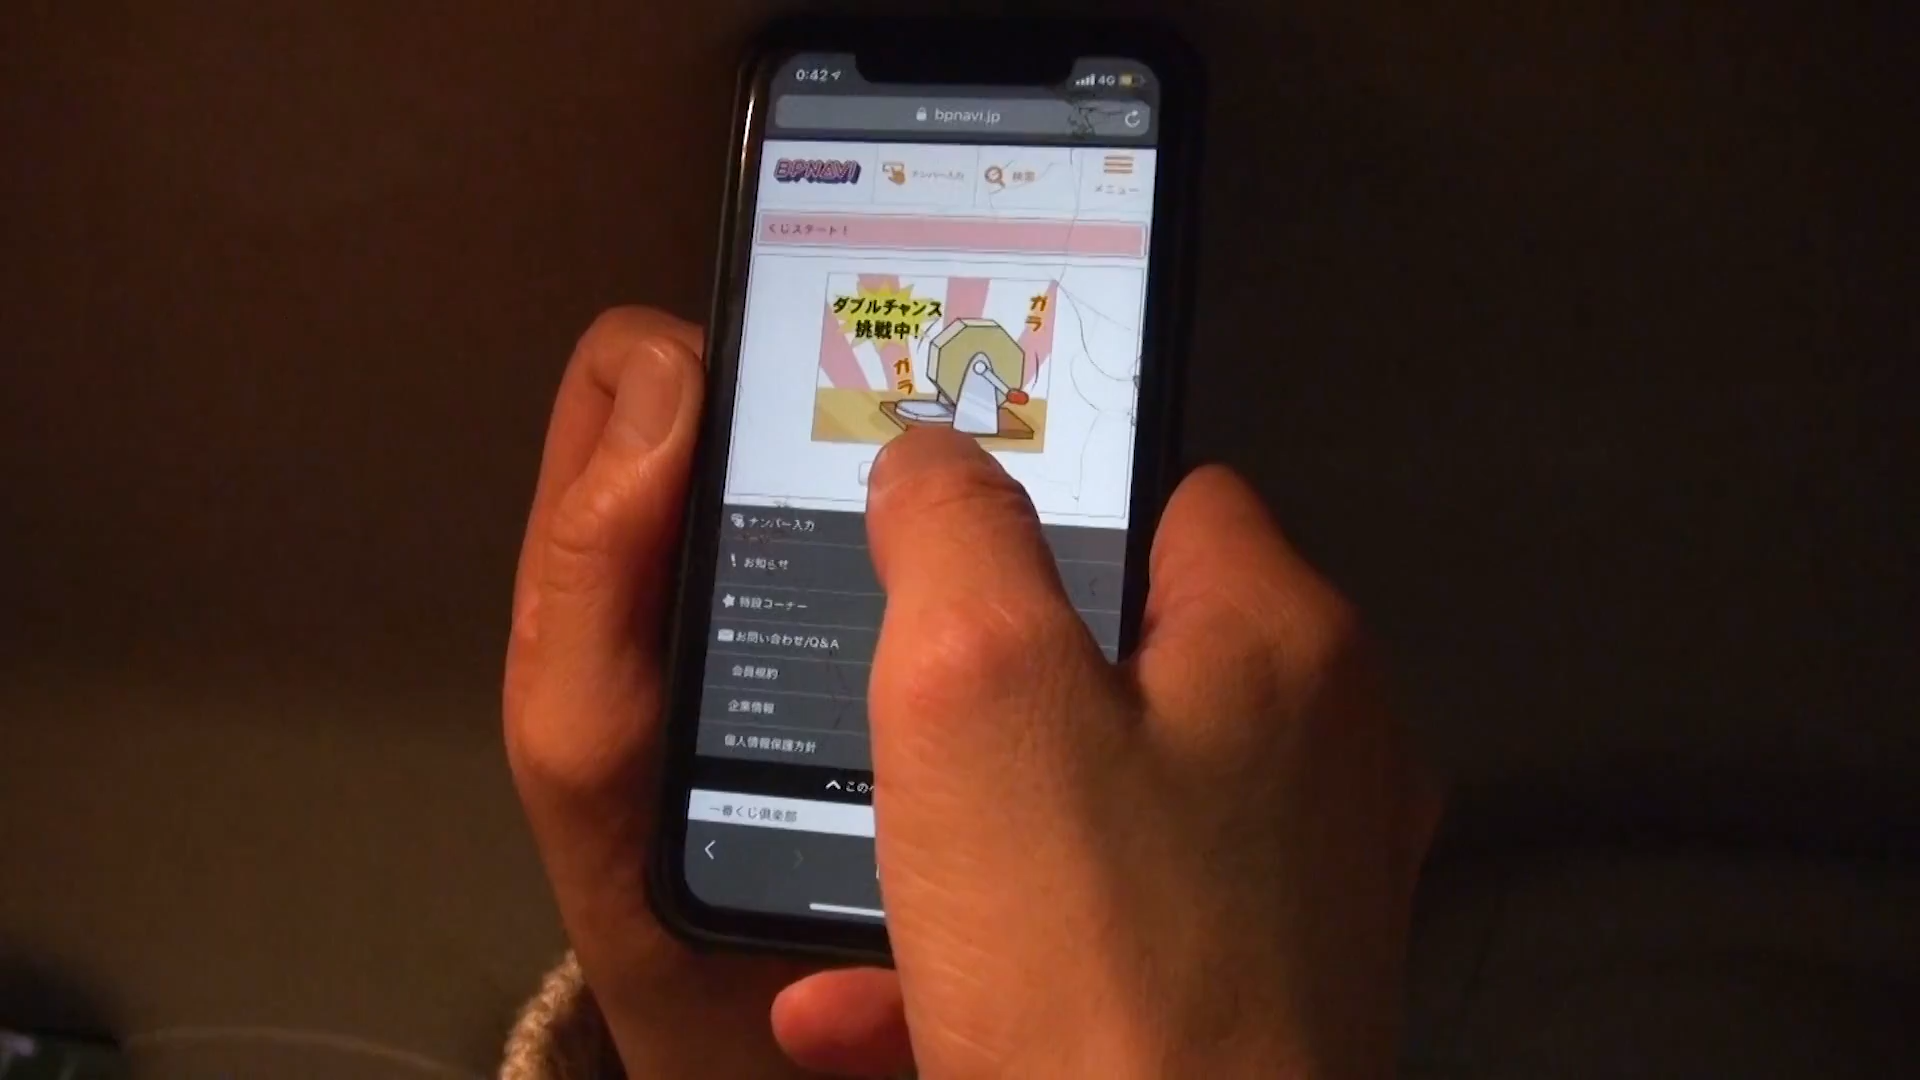 0:42
4G
bpnavi.jp
BPNAVI
ナンバー入力
検索
メニュー
くじスタート！
ダブルチャンス
挑戦中！
ガラ
ガラ
ナンバー入力
お知らせ
特設コーナー
お問い合わせ/Q&A
会員規約
企業情報
個人情報保護方針
この
一番くじ倶楽部